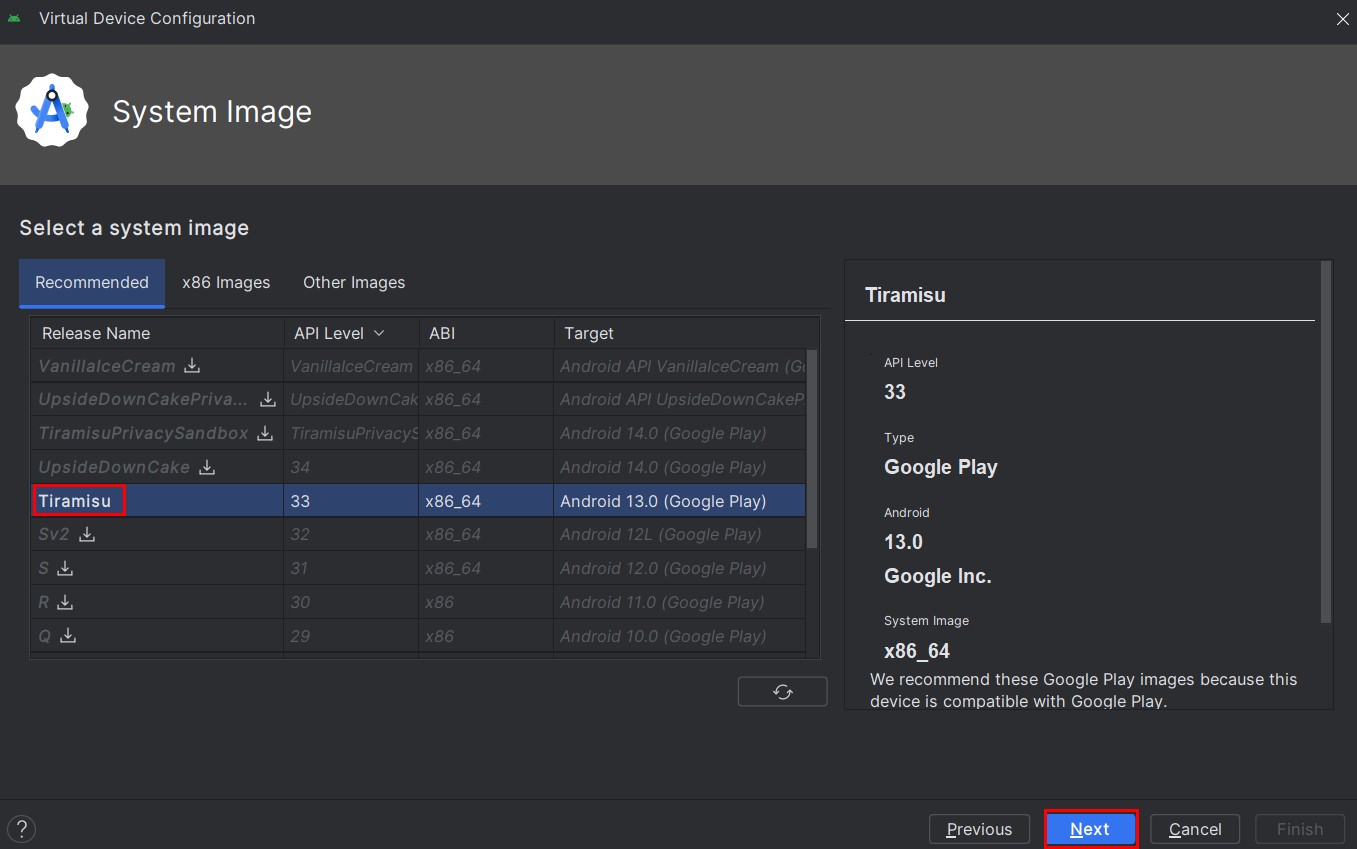 Virtual Device Configuration
System Image
Select a system image
Recommended x86 Images Other Images
Release Name API Level ABI Target
VanillaIceCream VanillaIceCream x86_64 Android API VanillaIceCream (Go
UpsideDownCakePriva... UpsideDownCak x86_64 Android API UpsideDownCakeP
TiramisuPrivacySandbox TiramisuPrivacyS x86_64 Android 14.0 (Google Play)
UpsideDownCake 34 x86_64 Android 14.0 (Google Play)
Tiramisu 33 x86_64 Android 13.0 (Google Play)
Sv2 32 x86_64 Android 12L (Google Play)
S 31 x86_64 Android 12.0 (Google Play)
R 30 x86 Android 11.0 (Google Play)
Q 29 x86 Android 10.0 (Google Play)
Tiramisu
API Level
33
Type
Google Play
Android
13.0
Google Inc.
System Image
x86_64
We recommend these Google Play images because this
device is compatible with Google Play.
? Previous Next Cancel Finish